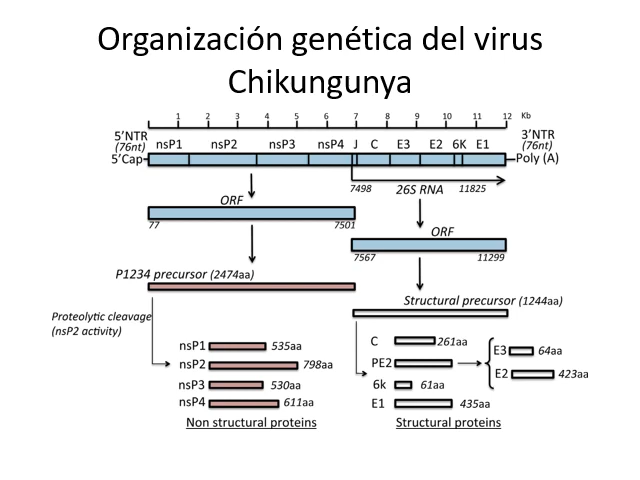 Organización genética del virus
Chikungunya
1 2 3 4 5 6 7 8 9 10 11 12 Kb
5'NTR
(76nt)
5'Cap
nsP1 nsP2 nsP3 nsP4 J C E3 E2 6K E1
3'NTR
(76nt)
Poly (A)
7498 26S RNA 11825
ORF
77 7501
ORF
7567 11299
P1234 precursor (2474aa)
Structural precursor (1244aa)
Proteolytic cleavage
(nsP2 activity)
nsP1 535aa
nsP2 798aa
nsP3 530aa
nsP4 611aa
Non structural proteins
C 261aa
PE2
E3 64aa
E2 423aa
6k 61aa
E1 435aa
Structural proteins